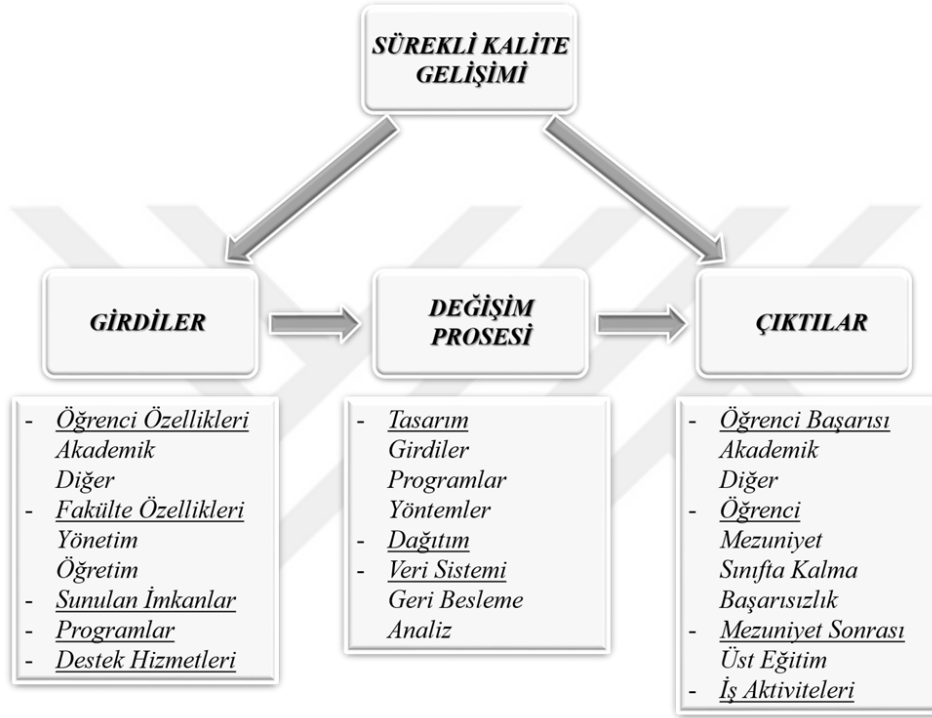 SÜREKLİ KALİTE
GELİŞİMİ
GİRDİLER
DEĞİŞİM
PROSESİ
ÇIKTILAR
- Öğrenci Özellikleri
Akademik
Diğer
- Fakülte Özellikleri
Yönetim
Öğretim
- Sunulan İmkanlar
- Programlar
- Destek Hizmetleri
- Tasarım
Girdiler
Programlar
Yöntemler
- Dağıtım
- Veri Sistemi
Geri Besleme
Analiz
- Öğrenci Başarısı
Akademik
Diğer
- Öğrenci
Mezuniyet
Sınıfta Kalma
Başarısızlık
- Mezuniyet Sonrası
Üst Eğitim
- İş Aktiviteleri